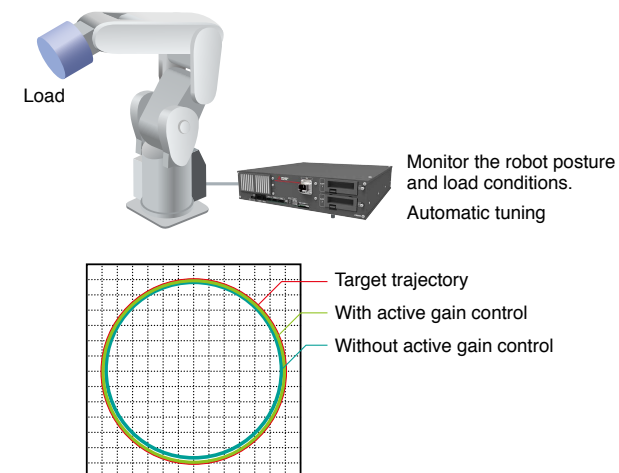 Load
Monitor the robot posture
and load conditions.
Automatic tuning
Target trajectory
With active gain control
Without active gain control